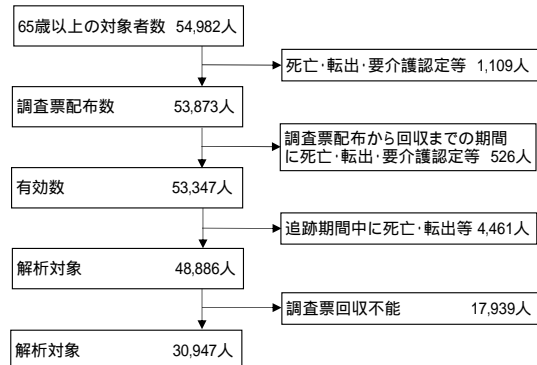 65歳以上の対象者数 54,982人
死亡・転出・要介護認定等 1,109人
調査票配布数 53,873人
調査票配布から回収までの期間
に死亡・転出・要介護認定等 526人
有効数 53,347人
追跡期間中に死亡・転出等 4,461人
解析対象 48,886人
調査票回収不能 17,939人
解析対象 30,947人